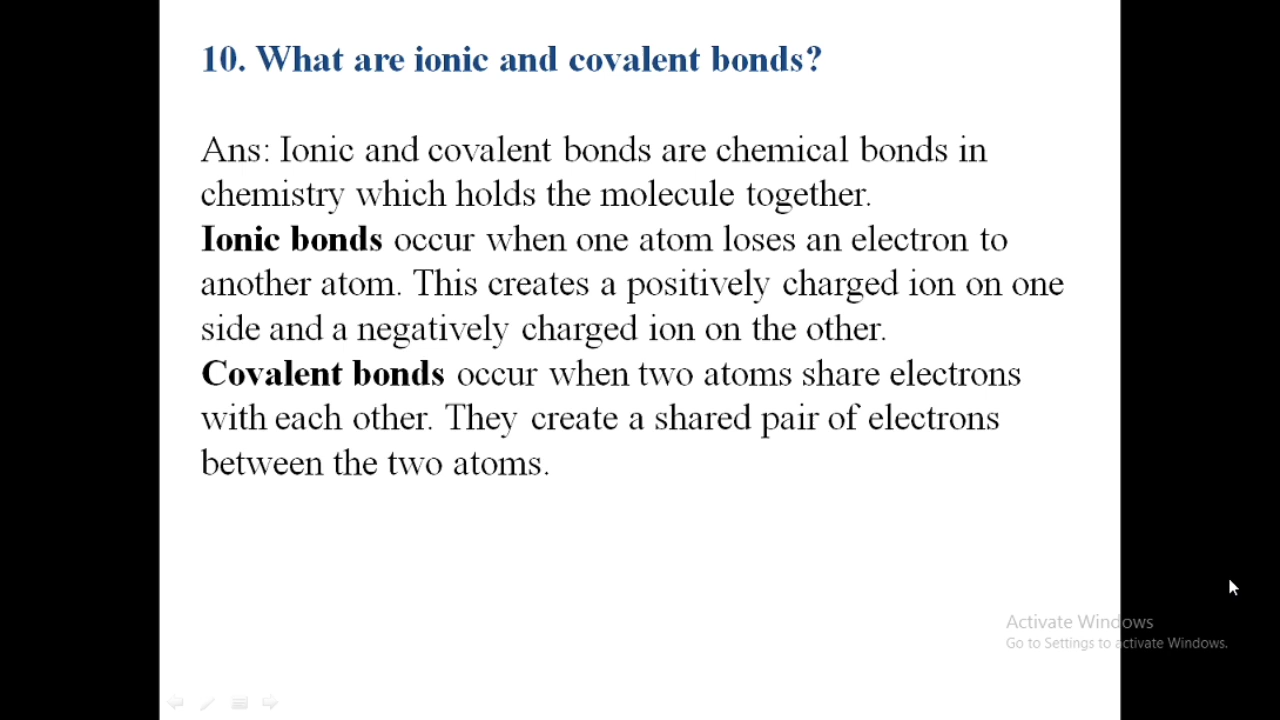 10. What are ionic and covalent bonds?
Ans: Ionic and covalent bonds are chemical bonds in
chemistry which holds the molecule together.
Ionic bonds occur when one atom loses an electron to
another atom. This creates a positively charged ion on one
side and a negatively charged ion on the other.
Covalent bonds occur when two atoms share electrons
with each other. They create a shared pair of electrons
between the two atoms.
Activate Windows
Go to Settings to activate Windows.